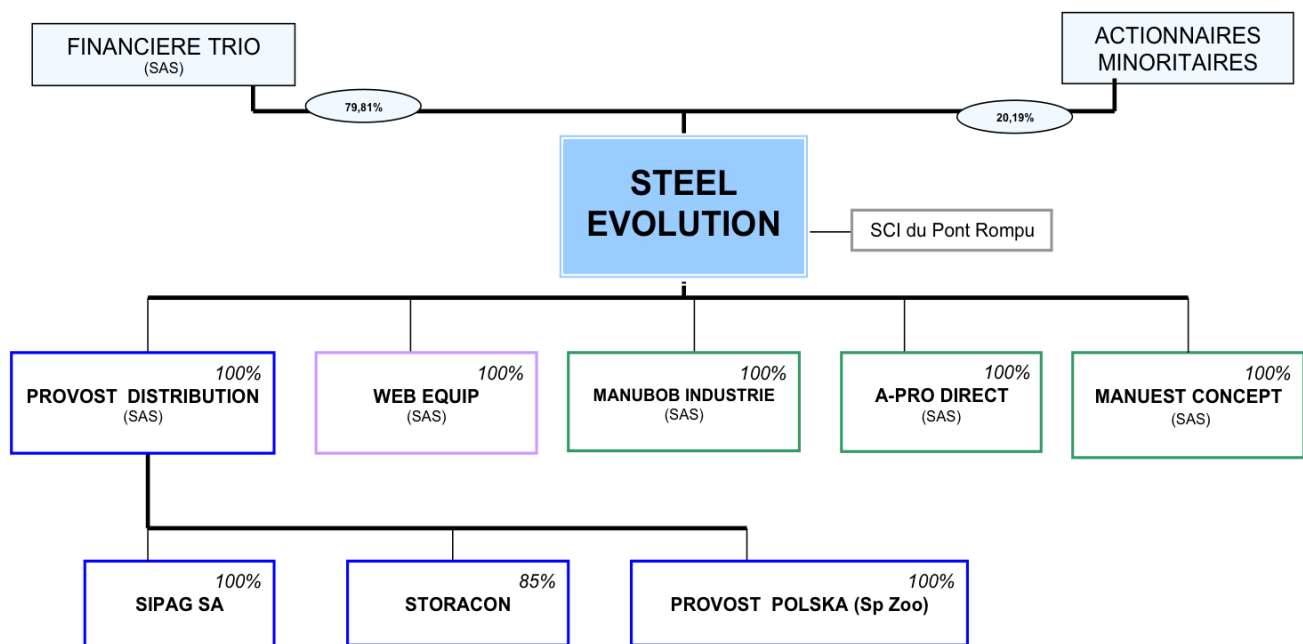 FINANCIERE TRIO
(SAS)
ACTIONNAIRES
MINORITAIRES
79,81%
20,19%
STEEL
EVOLUTION
SCI du Pont Rompu
100%
PROVOST DISTRIBUTION
(SAS)
100%
WEB EQUIP
(SAS)
100%
MANUBOB INDUSTRIE
(SAS)
100%
A-PRO DIRECT
(SAS)
100%
MANUEST CONCEPT
(SAS)
100%
SIPAG SA
85%
STORACON
100%
PROVOST POLSKA (Sp Zoo)